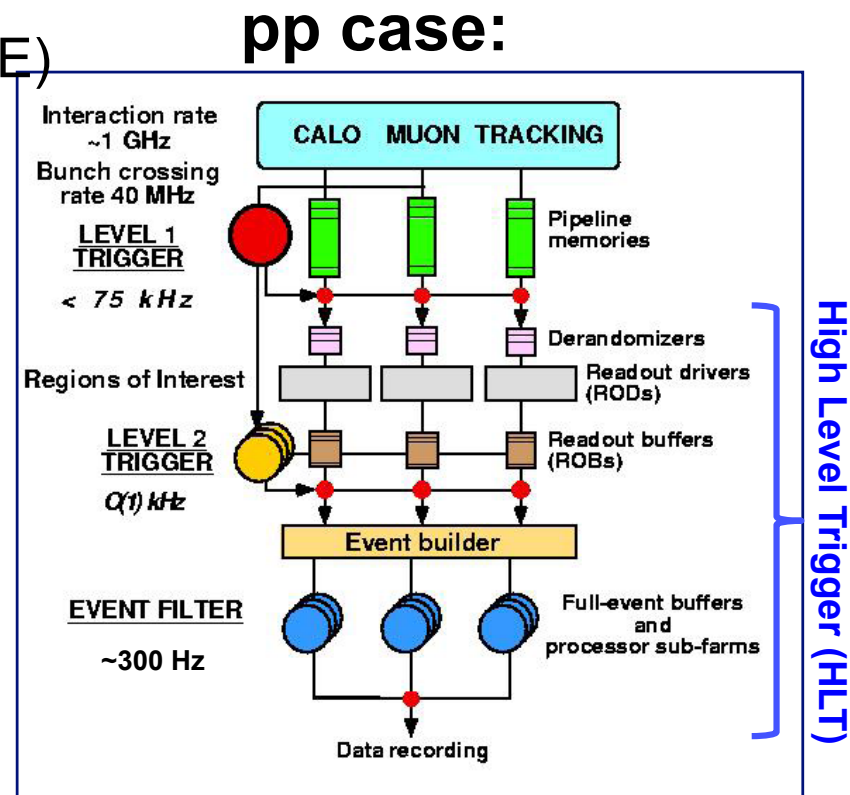 pp case:
E)
Interaction rate
~1 GHz
Bunch crossing
rate 40 MHz
CALO MUON TRACKING
LEVEL 1
TRIGGER
< 75 kHz
Pipeline
memories
Derandomizers
Regions of Interest
Readout drivers
(RODs)
LEVEL 2
TRIGGER
O(1) kHz
Readout buffers
(ROBs)
Event builder
EVENT FILTER
~300 Hz
Full-event buffers
and
processor sub-farms
Data recording
High Level Trigger (HLT)